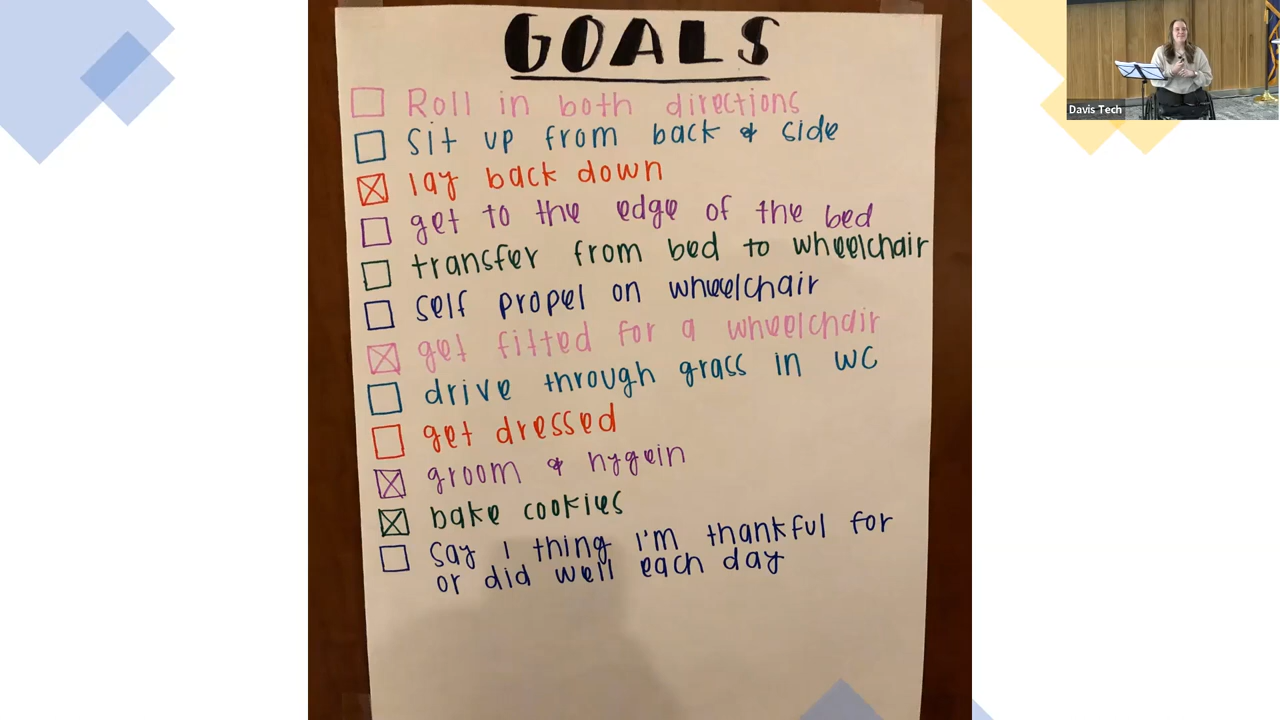 GOALS
Roll in both directions
sit up from back & side
lay back down
get to the edge of the bed
transfer from bed to wheelchair
self propel on wheelchair
get fitted for a wheelchair
drive through grass in WC
get dressed
groom & hygein
bake cookies
say 1 thing I'm thankful for
or did well each day
Davis Tech